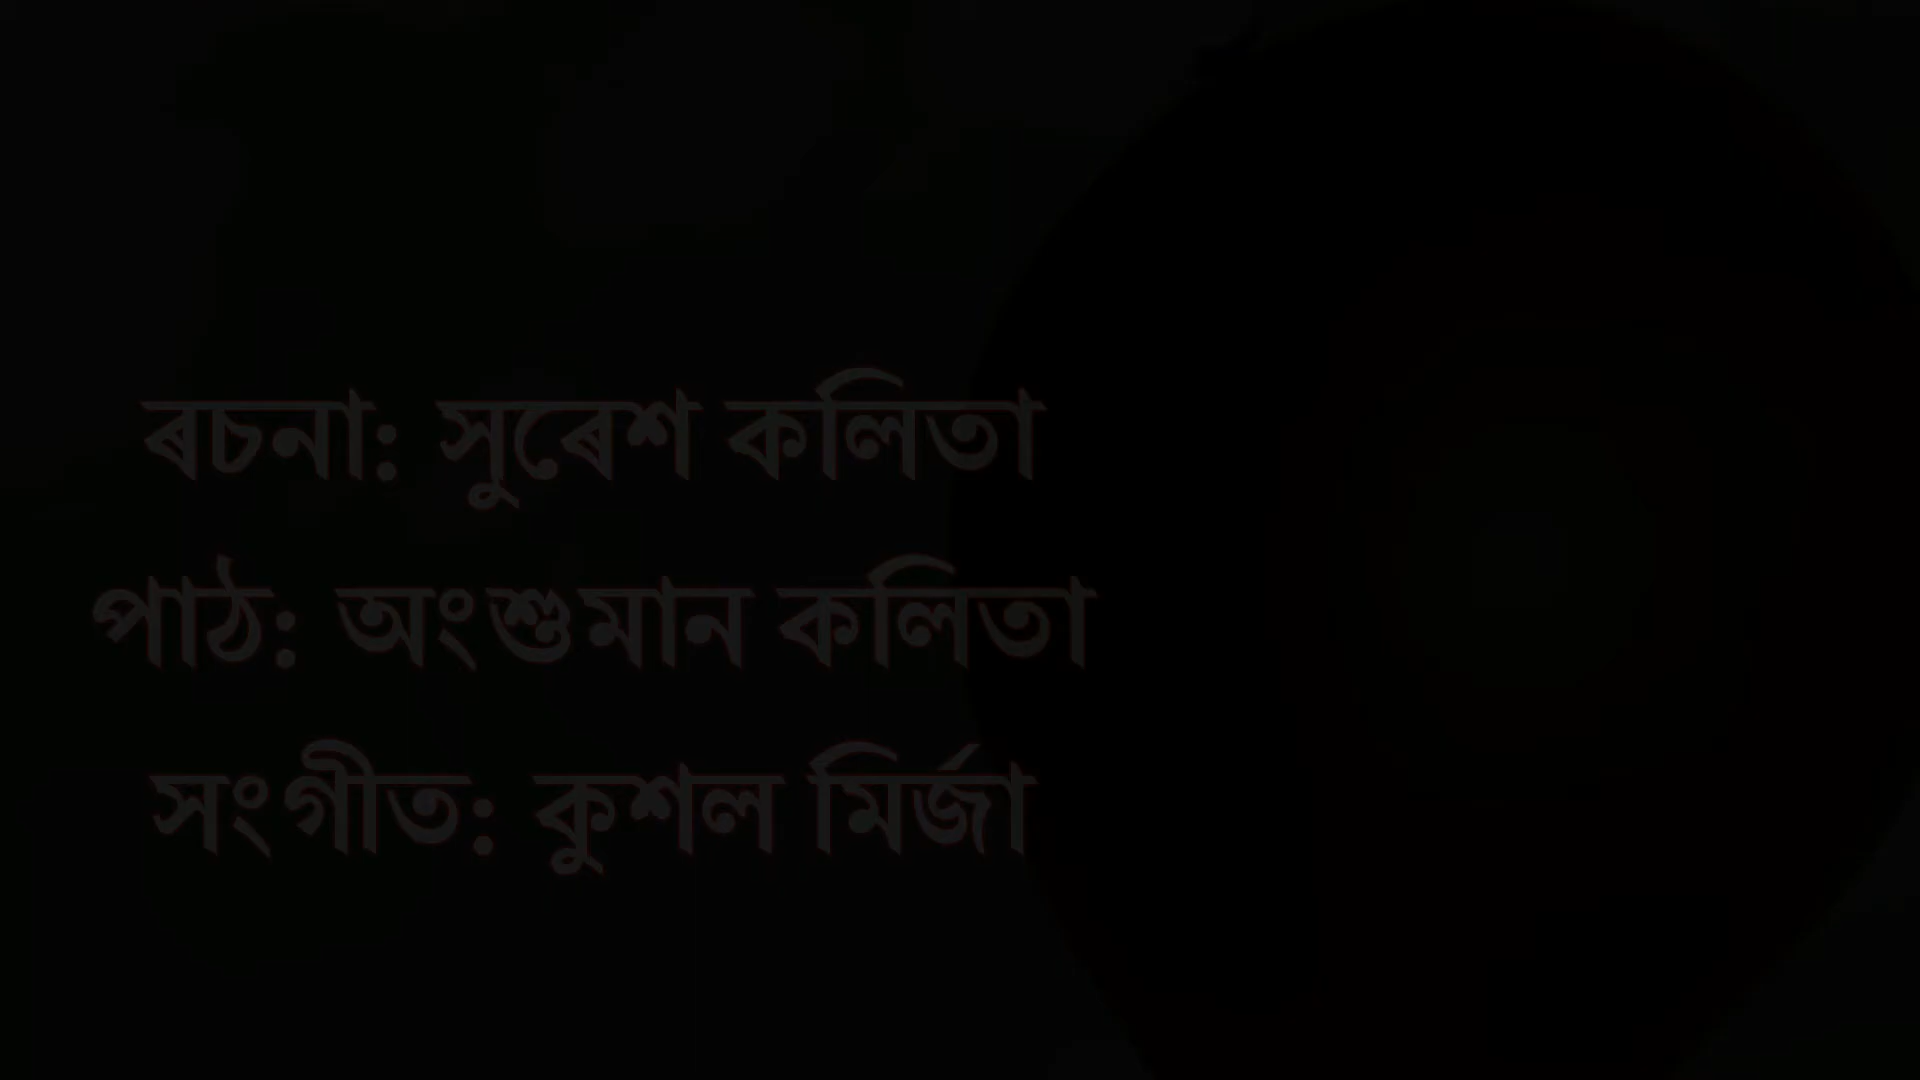 ৰচনা: সুৰেশ কলিতা
পাঠ: অংশুমান কলিতা
সংগীত: কুশল মিৰ্জা